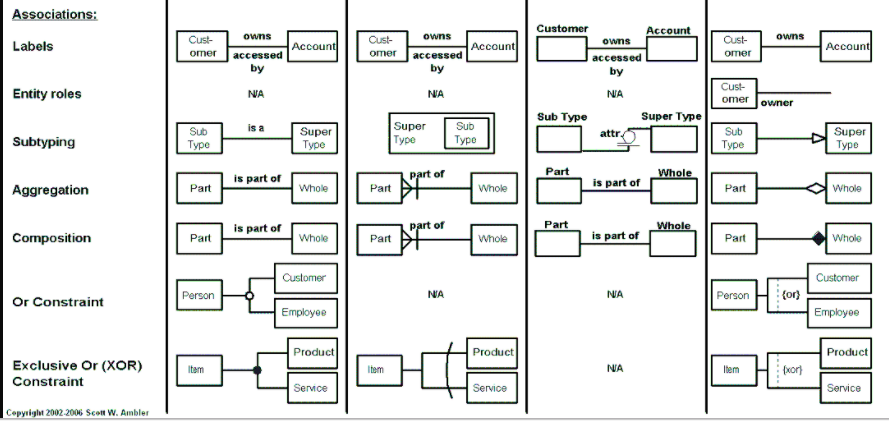 Associations:
Labels
Cust-
omer
owns
accessed
by
Account
Cust-
omer
owns
accessed
by
Account
Customer
owns
accessed
by
Account
Cust-
omer
owns
Account
Entity roles
N/A
N/A
N/A
Cust-
omer
owner
Subtyping
Sub
Type
is a
Super
Type
Super
Type
Sub
Type
Sub Type
attr.
Super Type
Sub
Type
Super
Type
Aggregation
Part
is part of
Whole
Part
part of
Whole
Part
is part of
Whole
Part
Whole
Composition
Part
is part of
Whole
Part
part of
Whole
Part
is part of
Whole
Part
Whole
Or Constraint
Person
Customer
Employee
N/A
N/A
Person
{or}
Customer
Employee
Exclusive Or (XOR)
Constraint
Item
Product
Service
Item
Product
Service
N/A
Item
{xor}
Product
Service
Copyright 2002-2006 Scott W. Ambler